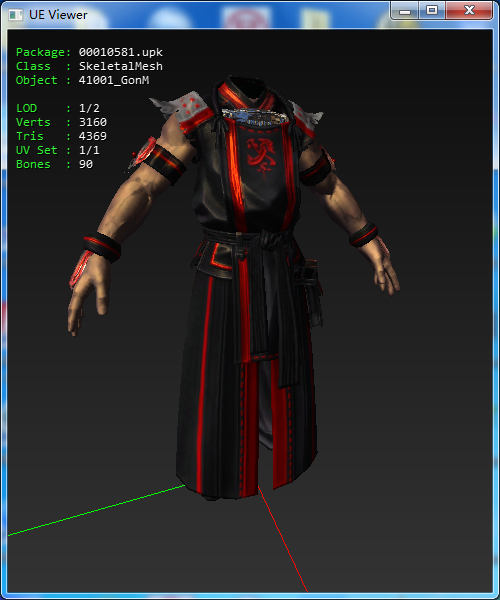 UE Viewer
Package: 00010581.upk
Class : SkeletalMesh
Object : 41001_GonM
LOD : 1/2
Verts : 3160
Tris : 4369
UV Set : 1/1
Bones : 90